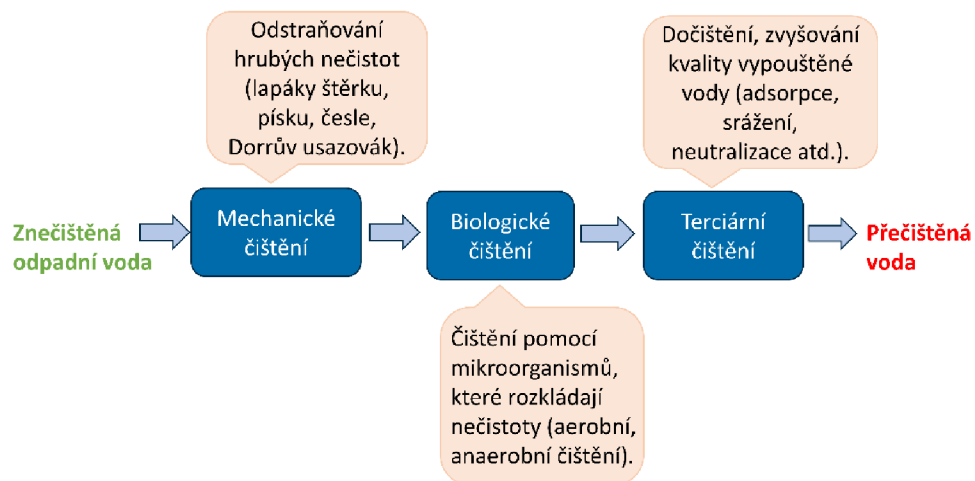 Odstraňování
hrubých nečistot
(lapáky štěrku,
písku, česle,
Dorrův usazovák).
Dočištění, zvyšování
kvality vypouštěné
vody (adsorpce,
srážení,
neutralizace atd.).
Znečištěná
odpadní voda
Mechanické
čištění
Biologické
čištění
Terciární
čištění
Přečištěná
voda
Čištění pomocí
mikroorganismů,
které rozkládají
nečistoty (aerobní,
anaerobní čištění).